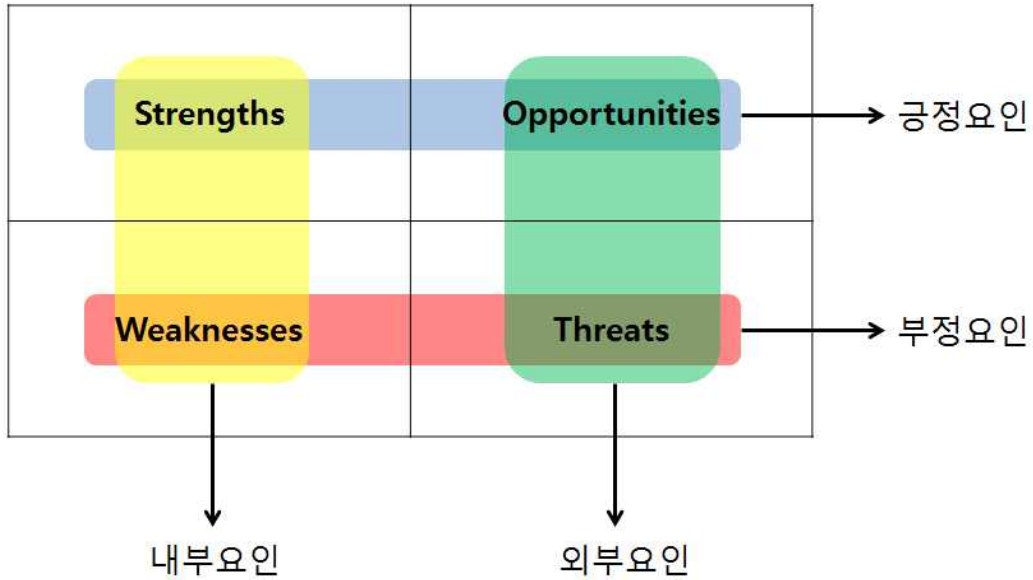 Strengths
Opportunities
긍정요인
Weaknesses
Threats
부정요인
내부요인
외부요인